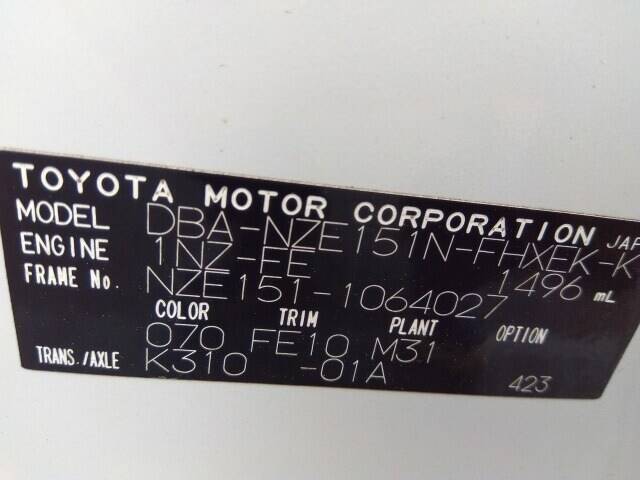 TOYOTA MOTOR CORPORATION JAP
MODEL DBA-NZE151N-FHXEK-K
ENGINE 1NZ-FE 1496 mL
FRAME No. NZE151-1064027
COLOR TRIM PLANT OPTION
070 FE10 M31
TRANS./AXLE K310 -01A 423